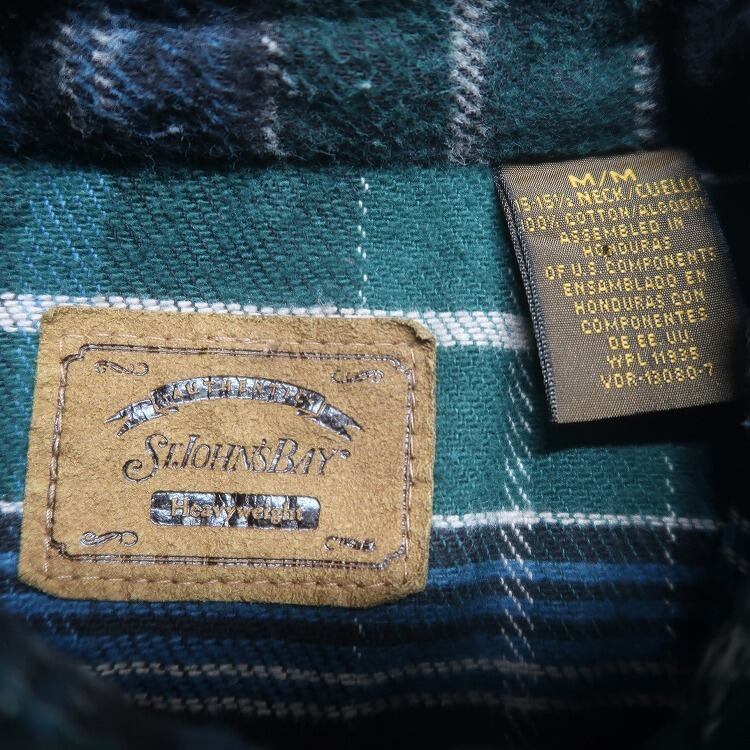 AUTHENTIC
ST. JOHN'S BAY®
Heavyweight
M/M
15-15½ NECK/CUELLO
100% COTTON/ALGODON
ASSEMBLED IN
HONDURAS
OF U.S COMPONENTS
ENSAMBLADO EN
HONDURAS CON
COMPONENTES
DE EE.UU
WPL 11935
VDR-13080-7